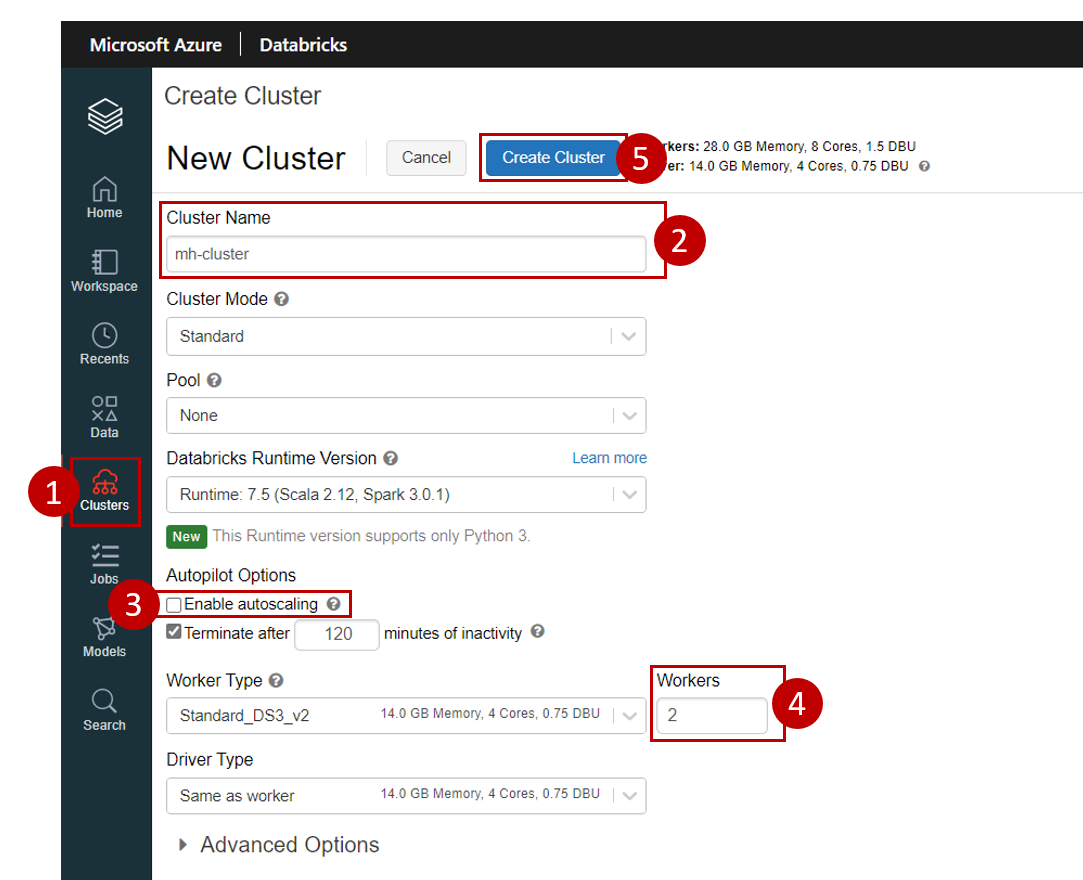 Microsoft Azure Databricks
Create Cluster
New Cluster
Cancel
Create Cluster
5
28.0 GB Memory, 8 Cores, 1.5 DBU
14.0 GB Memory, 4 Cores, 0.75 DBU ?
Home
Workspace
Recents
Data
1
Clusters
Jobs
Models
Search
Cluster Name
mh-cluster
2
Cluster Mode ?
Standard
Pool ?
None
Databricks Runtime Version ? Learn more
Runtime: 7.5 (Scala 2.12, Spark 3.0.1)
New This Runtime version supports only Python 3.
Autopilot Options
3
Enable autoscaling ?
Terminate after 120 minutes of inactivity ?
Worker Type ?
Standard_DS3_v2 14.0 GB Memory, 4 Cores, 0.75 DBU
Workers
2
4
Driver Type
Same as worker 14.0 GB Memory, 4 Cores, 0.75 DBU
Advanced Options